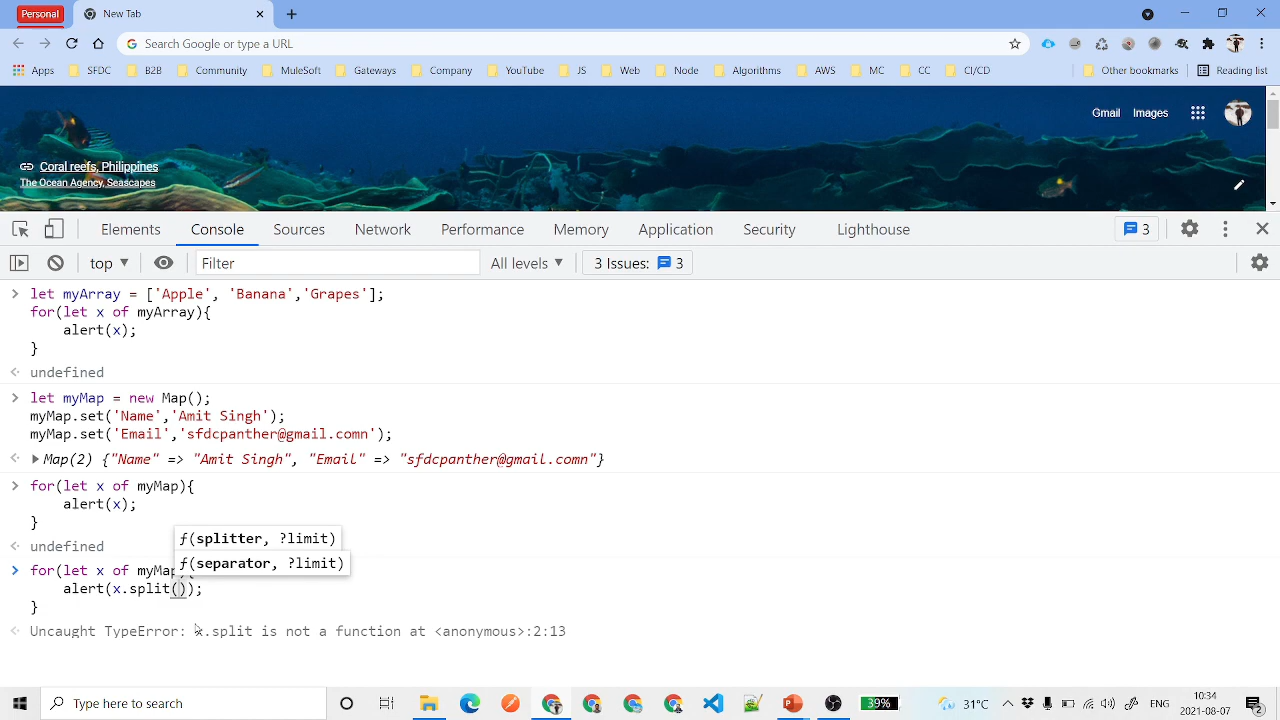 Personal
New Tab
Search Google or type a URL
Apps SFDC B2B Community MuleSoft Gateways Company YouTube JS Web Node Algorithms AWS MC CC CI/CD Other bookmarks Reading list
Gmail Images
Coral reefs, Philippines
The Ocean Agency, Seascapes
Elements Console Sources Network Performance Memory Application Security Lighthouse 3
top Filter All levels 3 Issues: 3
let myArray = ['Apple', 'Banana','Grapes'];
for(let x of myArray){
alert(x);
}
undefined
let myMap = new Map();
myMap.set('Name','Amit Singh');
myMap.set('Email','sfdcpanther@gmail.comn');
Map(2) {"Name" => "Amit Singh", "Email" => "sfdcpanther@gmail.comn"}
for(let x of myMap){
alert(x);
}
undefined
ƒ(splitter, ?limit)
ƒ(separator, ?limit)
for(let x of myMap){
alert(x.split());
}
Uncaught TypeError: x.split is not a function at <anonymous>:2:13
Type here to search 39% 31°C ENG 10:34
2021-08-07 2